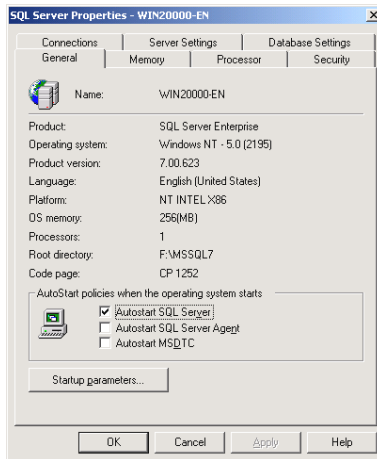 SQL Server Properties - WIN20000-EN
Connections Server Settings Database Settings
General Memory Processor Security
Name: WIN20000-EN
Product: SQL Server Enterprise
Operating system: Windows NT - 5.0 (2195)
Product version: 7.00.623
Language: English (United States)
Platform: NT INTEL X86
OS memory: 256(MB)
Processors: 1
Root directory: F:\MSSQL7
Code page: CP 1252
AutoStart policies when the operating system starts
Autostart SQL Server
Autostart SQL Server Agent
Autostart MSDTC
Startup parameters...
OK Cancel Apply Help